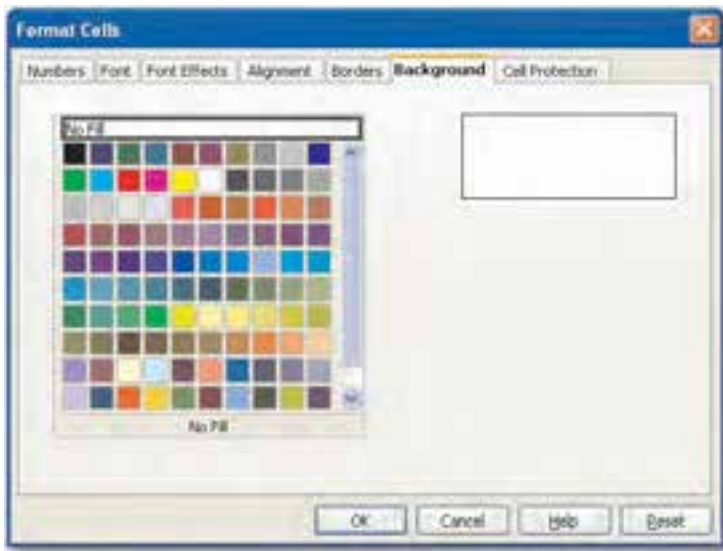 Format Cells
Numbers Font Font Effects Alignment Borders Background Cell Protection
No Fill
No Fill
OK Cancel Help Reset